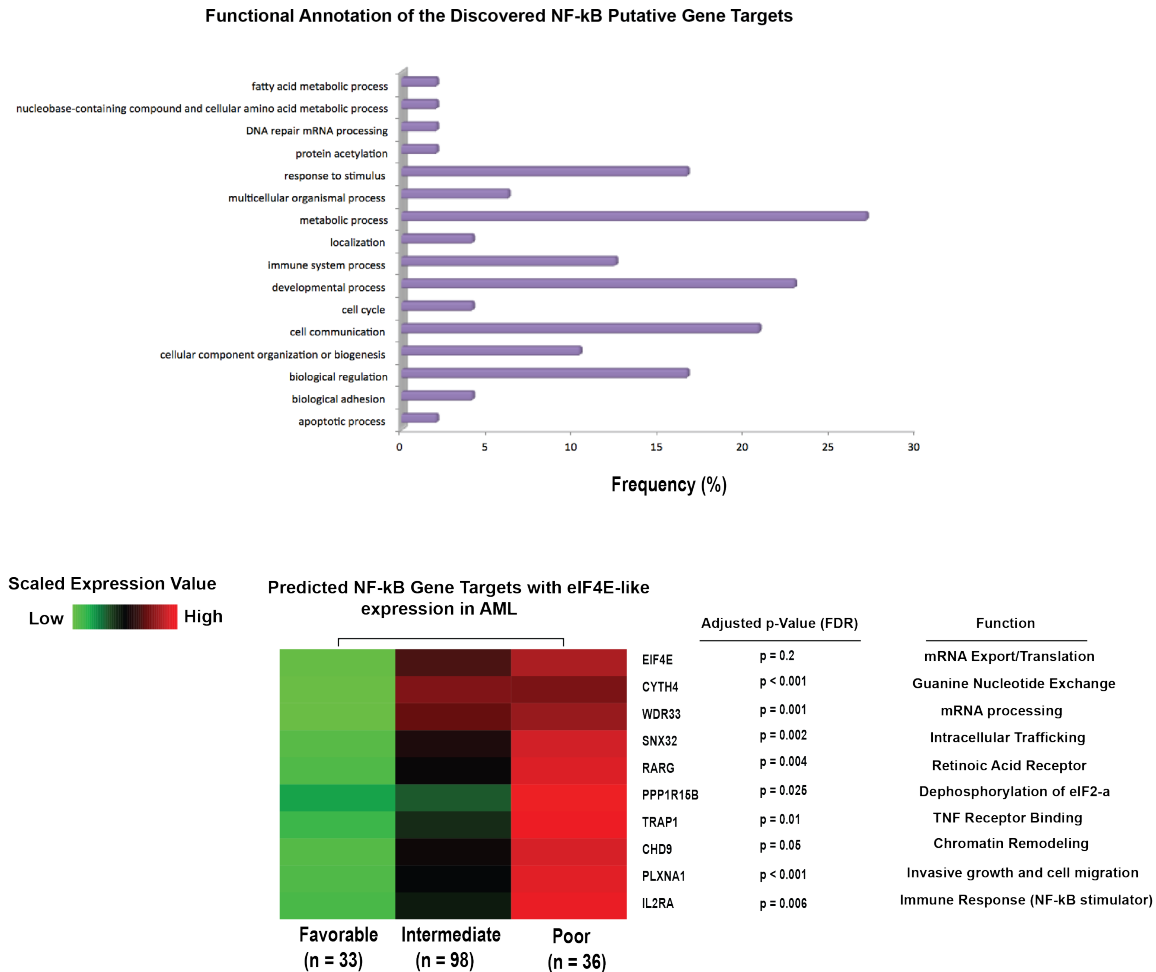 Functional Annotation of the Discovered NF-kB Putative Gene Targets
fatty acid metabolic process
nucleobase-containing compound and cellular amino acid metabolic process
DNA repair mRNA processing
protein acetylation
response to stimulus
multicellular organismal process
metabolic process
localization
immune system process
developmental process
cell cycle
cell communication
cellular component organization or biogenesis
biological regulation
biological adhesion
apoptotic process
0 5 10 15 20 25 30
Frequency (%)
Scaled Expression Value
Low High
Predicted NF-kB Gene Targets with eIF4E-like
expression in AML
Adjusted p-Value (FDR) Function
EIF4E p = 0.2 mRNA Export/Translation
CYTH4 p < 0.001 Guanine Nucleotide Exchange
WDR33 p = 0.001 mRNA processing
SNX32 p = 0.002 Intracellular Trafficking
RARG p = 0.004 Retinoic Acid Receptor
PPP1R15B p = 0.025 Dephosphorylation of eIF2-a
TRAP1 p = 0.01 TNF Receptor Binding
CHD9 p = 0.05 Chromatin Remodeling
PLXNA1 p < 0.001 Invasive growth and cell migration
IL2RA p = 0.006 Immune Response (NF-kB stimulator)
Favorable Intermediate Poor
(n = 33) (n = 98) (n = 36)